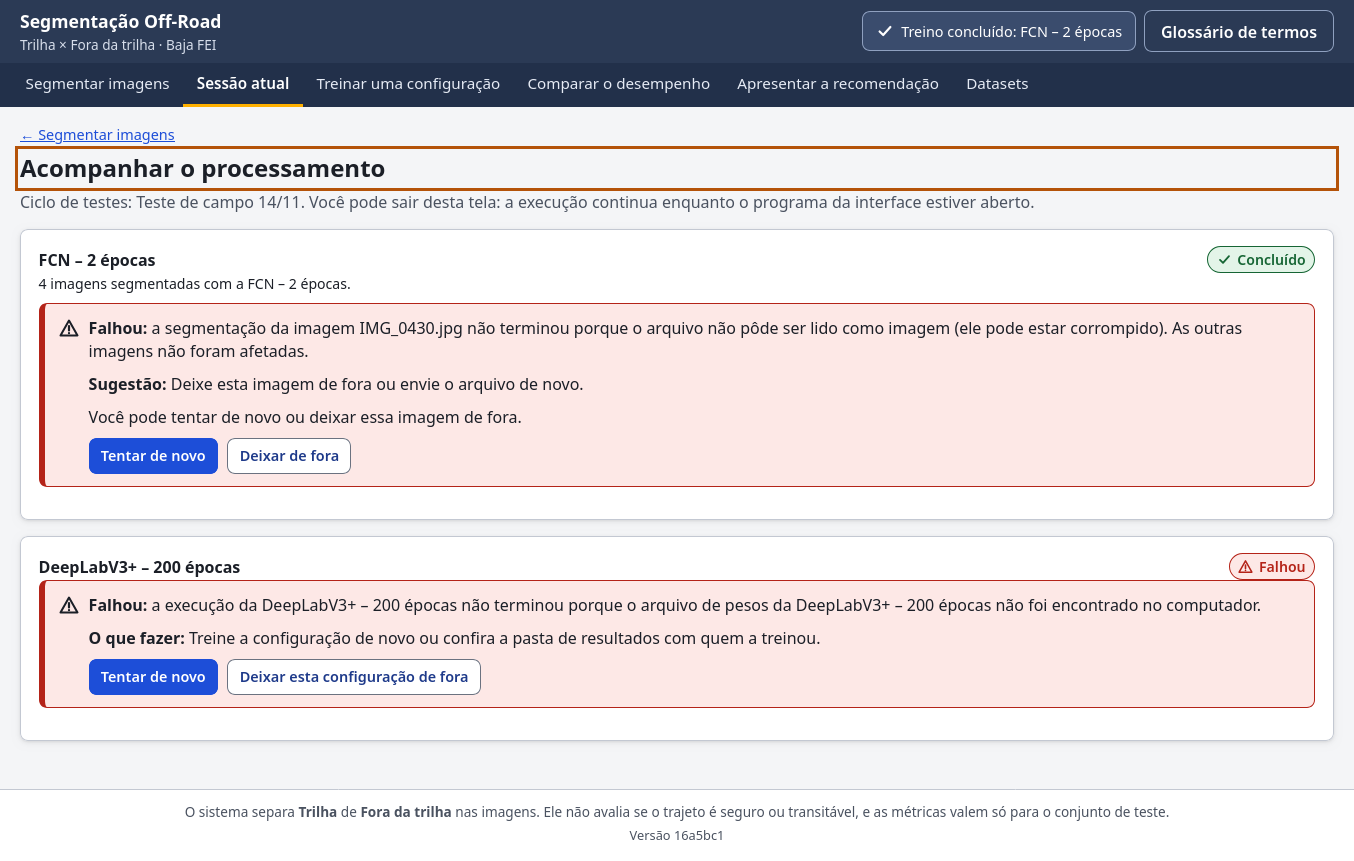 Segmentação Off-Road
Trilha × Fora da trilha · Baja FEI
Treino concluído: FCN – 2 épocas
Glossário de termos
Segmentar imagens
Sessão atual
Treinar uma configuração
Comparar o desempenho
Apresentar a recomendação
Datasets
← Segmentar imagens
Acompanhar o processamento
Ciclo de testes: Teste de campo 14/11. Você pode sair desta tela: a execução continua enquanto o programa da interface estiver aberto.
FCN – 2 épocas
Concluído
4 imagens segmentadas com a FCN – 2 épocas.
Falhou: a segmentação da imagem IMG_0430.jpg não terminou porque o arquivo não pôde ser lido como imagem (ele pode estar corrompido). As outras
imagens não foram afetadas.
Sugestão: Deixe esta imagem de fora ou envie o arquivo de novo.
Você pode tentar de novo ou deixar essa imagem de fora.
Tentar de novo
Deixar de fora
DeepLabV3+ – 200 épocas
Falhou
Falhou: a execução da DeepLabV3+ – 200 épocas não terminou porque o arquivo de pesos da DeepLabV3+ – 200 épocas não foi encontrado no computador.
O que fazer: Treine a configuração de novo ou confira a pasta de resultados com quem a treinou.
Tentar de novo
Deixar esta configuração de fora
O sistema separa Trilha de Fora da trilha nas imagens. Ele não avalia se o trajeto é seguro ou transitável, e as métricas valem só para o conjunto de teste.
Versão 16a5bc1